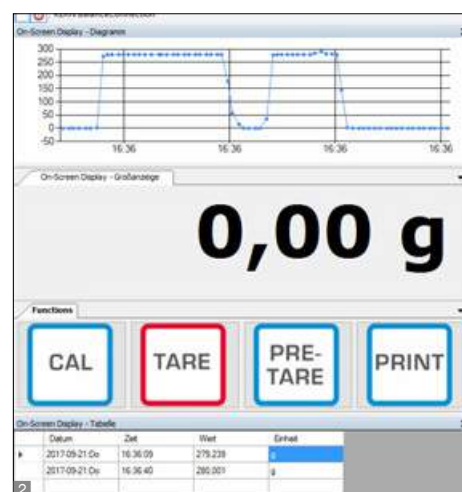 On-Screen Display - Diagramm
300
250
200
150
100
50
0
-50
16:36 16:36 16:36 16:36
On-Screen Display - Großanzeige
0,00 g
Functions
CAL TARE PRE-TARE PRINT
On-Screen Display - Tabelle
Datum Zeit Wert Einheit
2017-09-21 Do 16:36:09 279,239 g
2017-09-21 Do 16:36:40 280,001 g
2